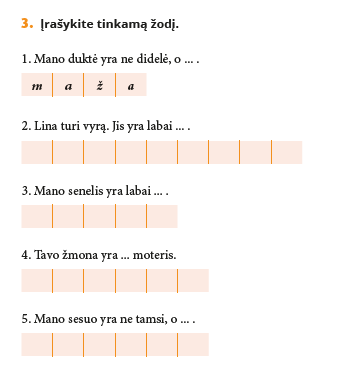 3. Įrašykite tinkamą žodį.
1. Mano duktė yra ne didelė, o ... .
m a ž a
2. Lina turi vyrą. Jis yra labai ... .
3. Mano senelis yra labai ... .
4. Tavo žmona yra ... moteris.
5. Mano sesuo yra ne tamsi, o ... .